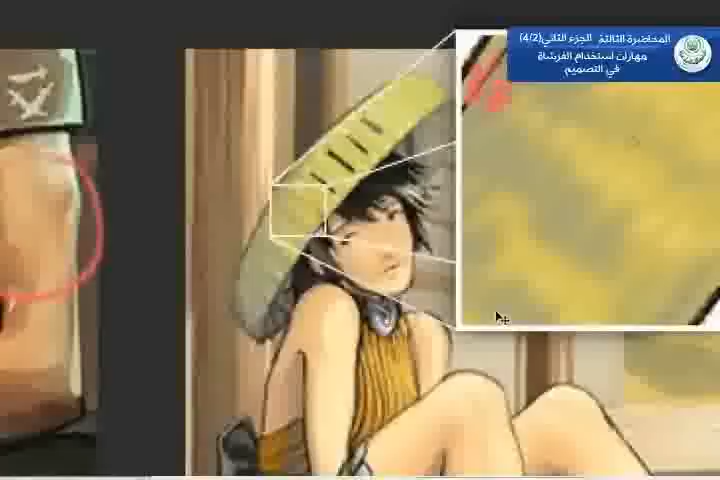 المحاضرة الثالثة الجزء الثاني(4/2)
مهارات استخدام الفرشاة
في التصميم